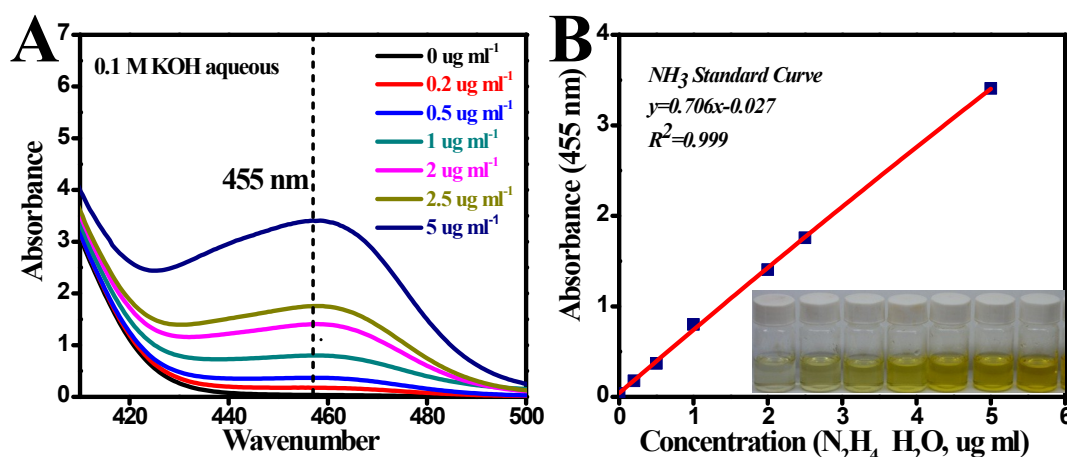 A
7
6
5
4
3
2
1
0
Absorbance
0.1 M KOH aqueous
455 nm
0 ug ml⁻¹
0.2 ug ml⁻¹
0.5 ug ml⁻¹
1 ug ml⁻¹
2 ug ml⁻¹
2.5 ug ml⁻¹
5 ug ml⁻¹
420 440 460 480 500
Wavenumber
B
4
3
2
1
0
Absorbance (455 nm)
NH₃ Standard Curve
y=0.706x-0.027
R²=0.999
0 1 2 3 4 5 6
Concentration (N₂H₄ H₂O, ug ml)